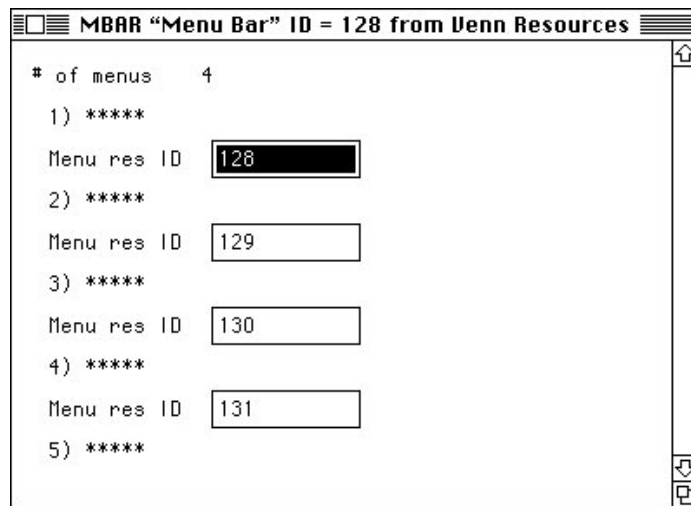 MBAR “Menu Bar” ID = 128 from Venn Resources
# of menus 4
1) *****
Menu res ID 128
2) *****
Menu res ID 129
3) *****
Menu res ID 130
4) *****
Menu res ID 131
5) *****